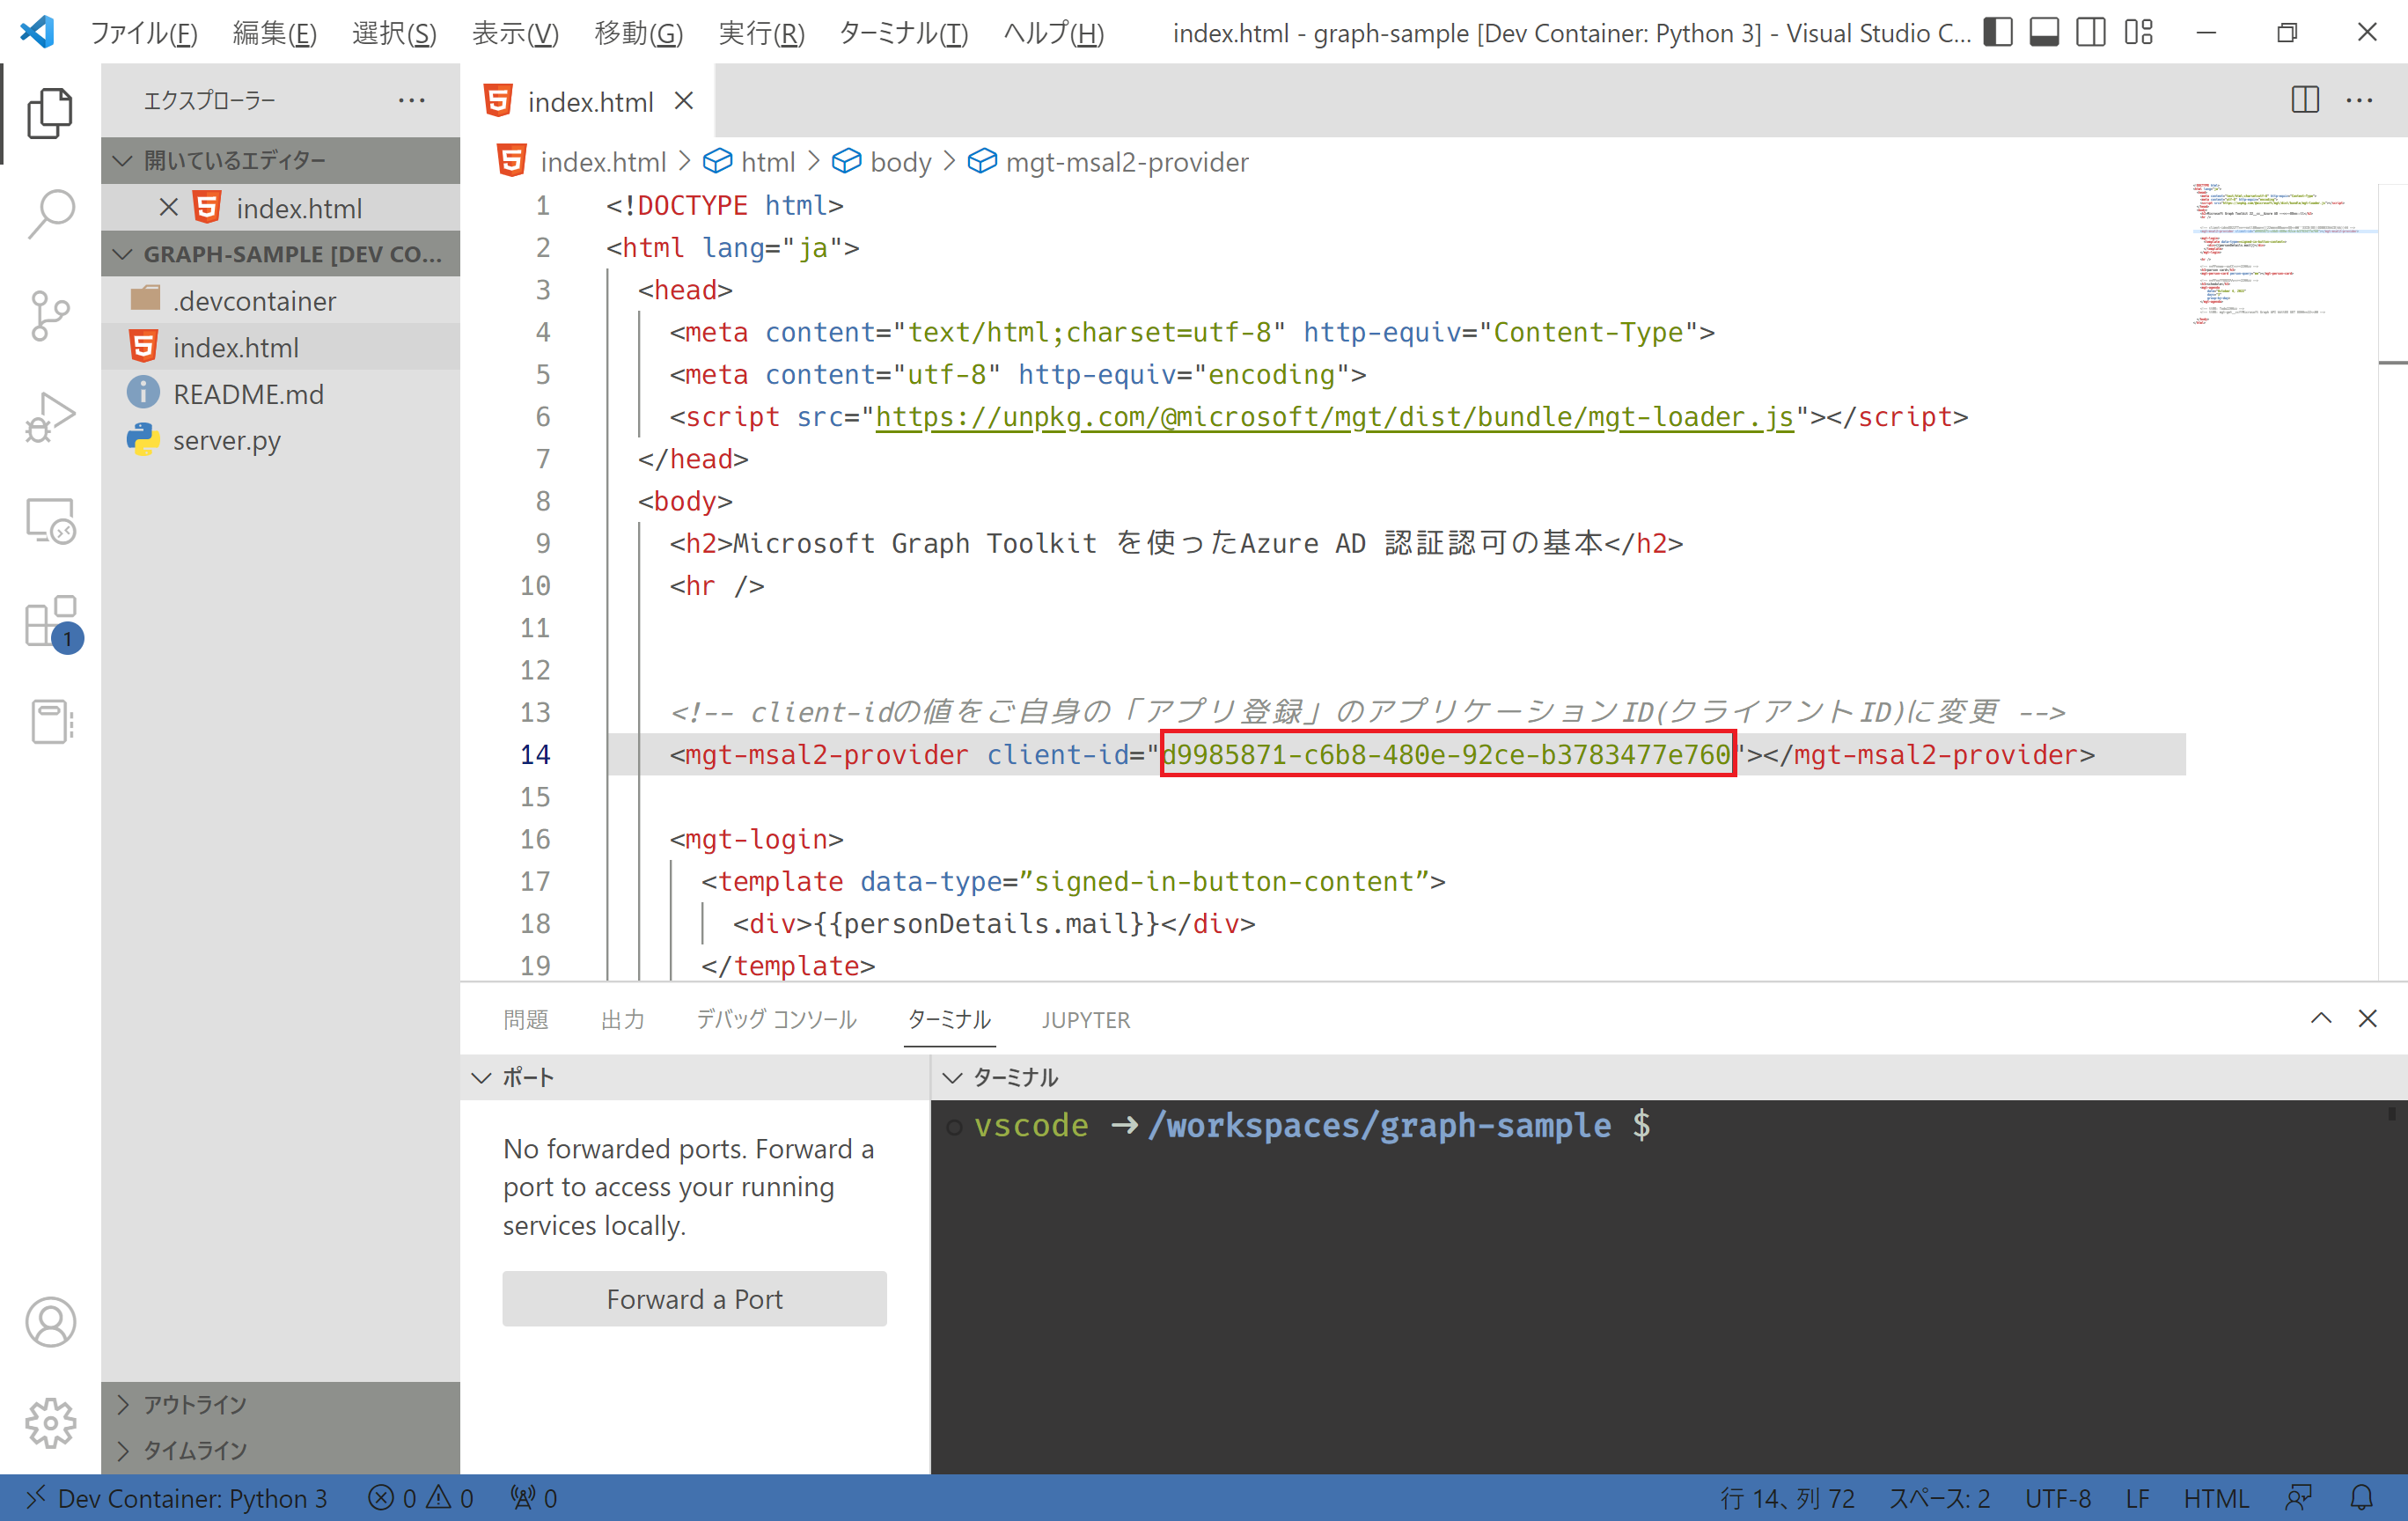 ファイル(F) 編集(E) 選択(S) 表示(V) 移動(G) 実行(R) ターミナル(T) ヘルプ(H) index.html - graph-sample [Dev Container: Python 3] - Visual Studio C...
エクスプローラー
開いているエディター
index.html
GRAPH-SAMPLE [DEV CO...
.devcontainer
index.html
README.md
server.py
アウトライン
タイムライン
1
index.html
index.html > html > body > mgt-msal2-provider
1 <!DOCTYPE html>
2 <html lang="ja">
3 <head>
4 <meta content="text/html;charset=utf-8" http-equiv="Content-Type">
5 <meta content="utf-8" http-equiv="encoding">
6 <script src="https://unpkg.com/@microsoft/mgt/dist/bundle/mgt-loader.js"></script>
7 </head>
8 <body>
9 <h2>Microsoft Graph Toolkit を使ったAzure AD 認証認可の基本</h2>
10 <hr />
11
12
13 <!-- client-idの値をご自身の「アプリ登録」のアプリケーションID(クライアントID)に変更 -->
14 <mgt-msal2-provider client-id="d9985871-c6b8-480e-92ce-b3783477e760"></mgt-msal2-provider>
15
16 <mgt-login>
17 <template data-type=”signed-in-button-content”>
18 <div>{{personDetails.mail}}</div>
19 </template>
問題 出力 デバッグ コンソール ターミナル JUPYTER
ポート
No forwarded ports. Forward a
port to access your running
services locally.
Forward a Port
ターミナル
vscode ➜ /workspaces/graph-sample $
Dev Container: Python 3 0 0 0 行 14、列 72 スペース: 2 UTF-8 LF HTML